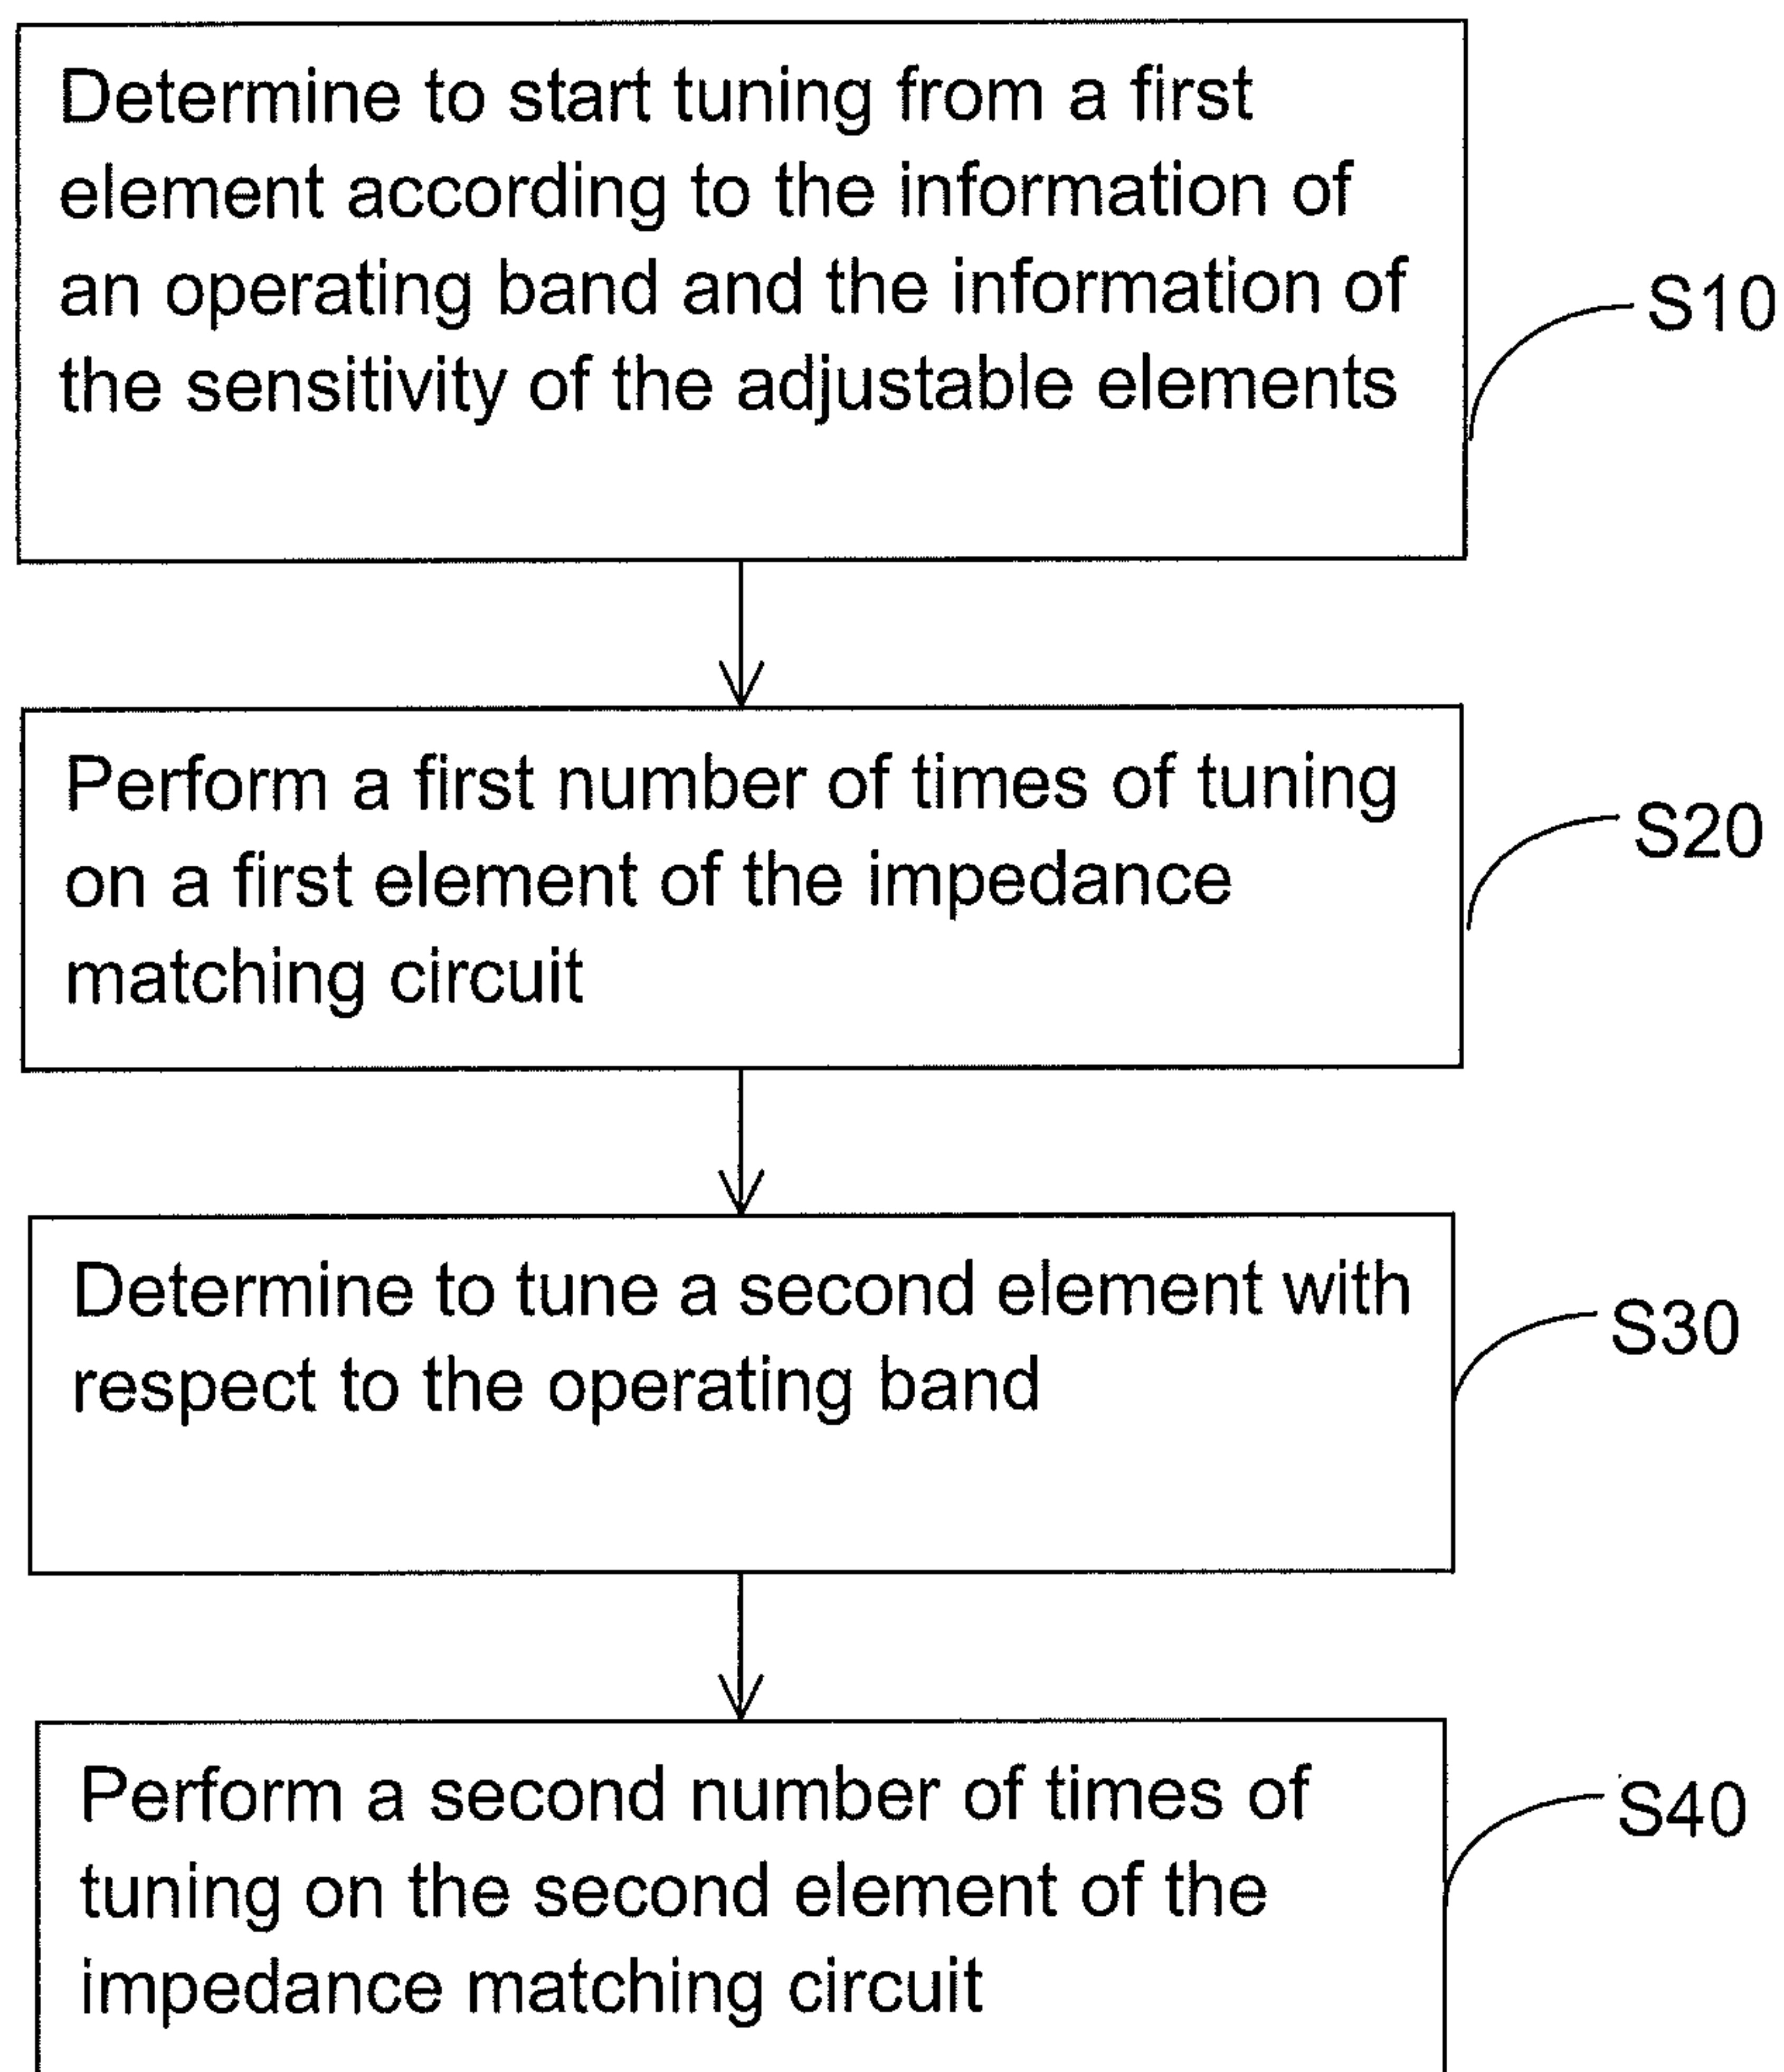 Determine to start tuning from a first
element according to the information of
an operating band and the information of
the sensitivity of the adjustable elements
S10
Perform a first number of times of tuning
on a first element of the impedance
matching circuit
S20
Determine to tune a second element with
respect to the operating band
S30
Perform a second number of times of
tuning on the second element of the
impedance matching circuit
S40